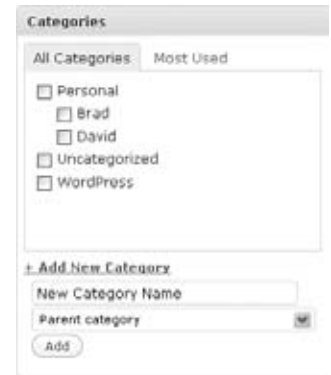 Categories
All Categories Most Used
Personal
Brad
David
Uncategorized
WordPress
+ Add New Category
New Category Name
Parent category
Add